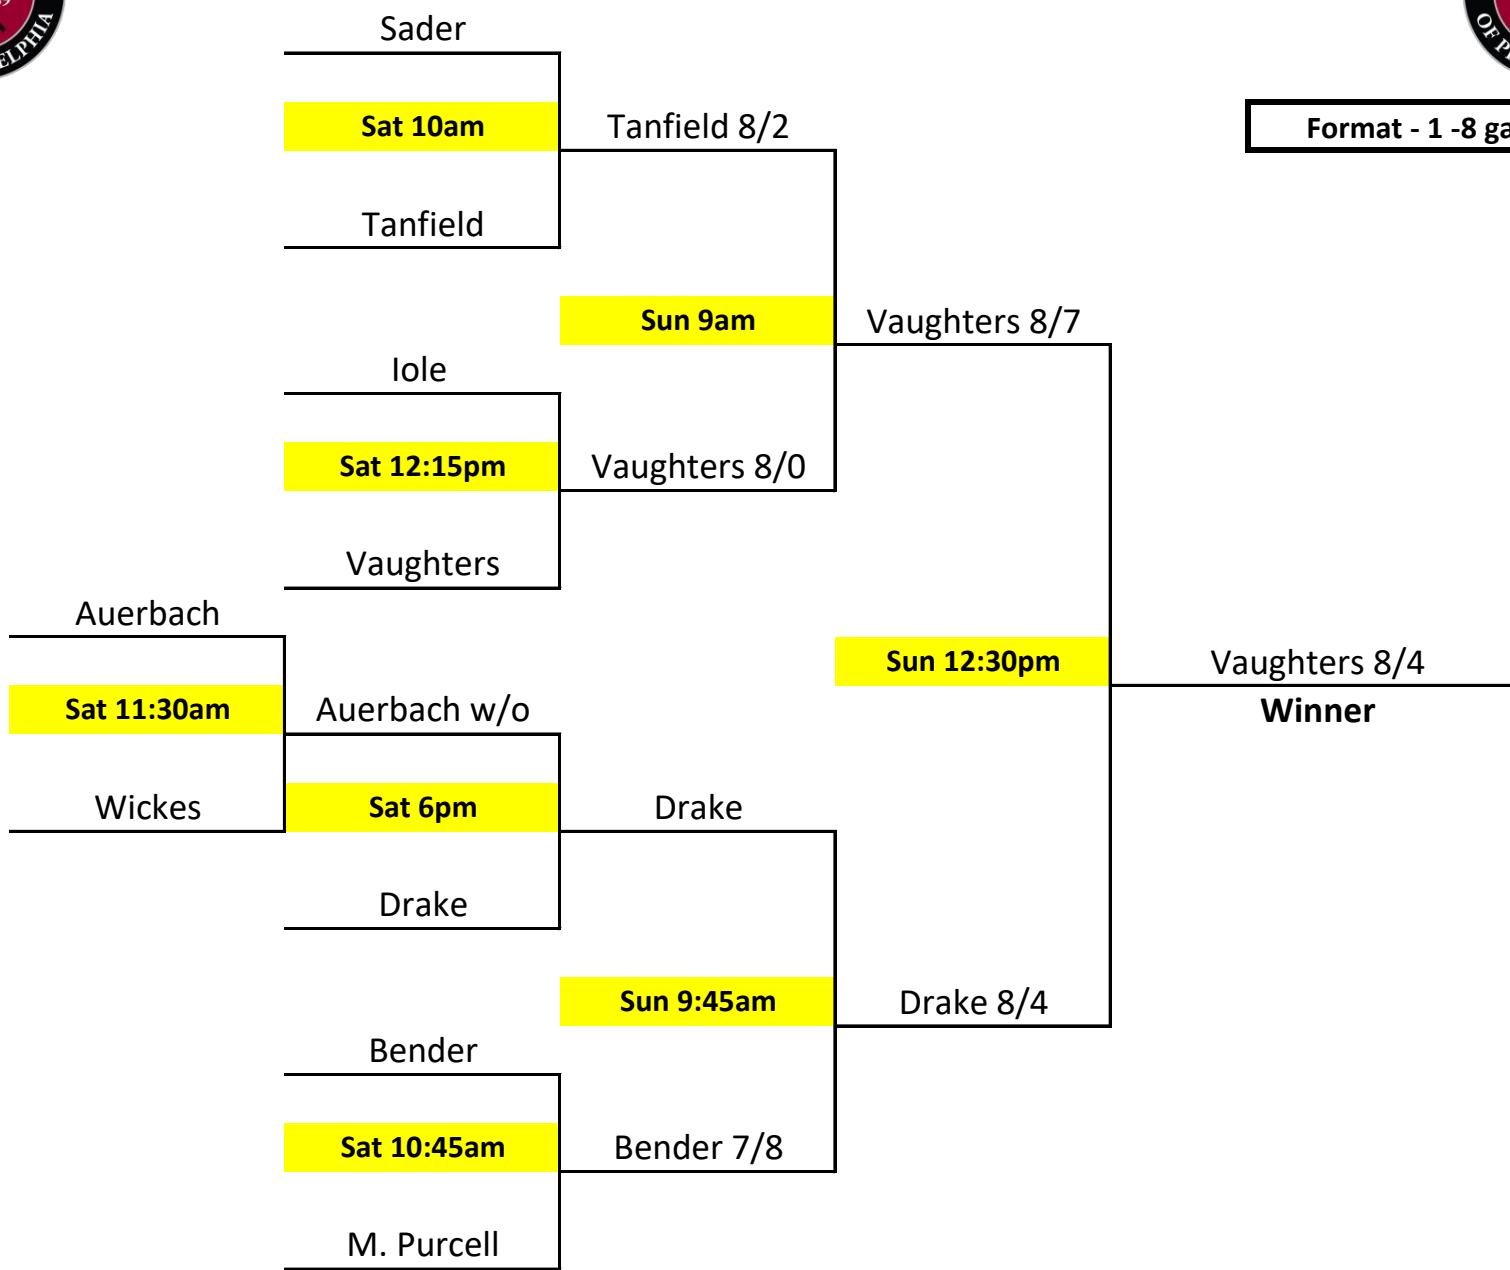 Sader
Sat 10am
Tanfield 8/2
Format - 1 -8 ga
Tanfield
Sun 9am
Vaughters 8/7
Iole
Sat 12:15pm
Vaughters 8/0
Vaughters
Auerbach
Sun 12:30pm
Vaughters 8/4
Sat 11:30am
Auerbach w/o
Winner
Wickes
Sat 6pm
Drake
Drake
Sun 9:45am
Drake 8/4
Bender
Sat 10:45am
Bender 7/8
M. Purcell